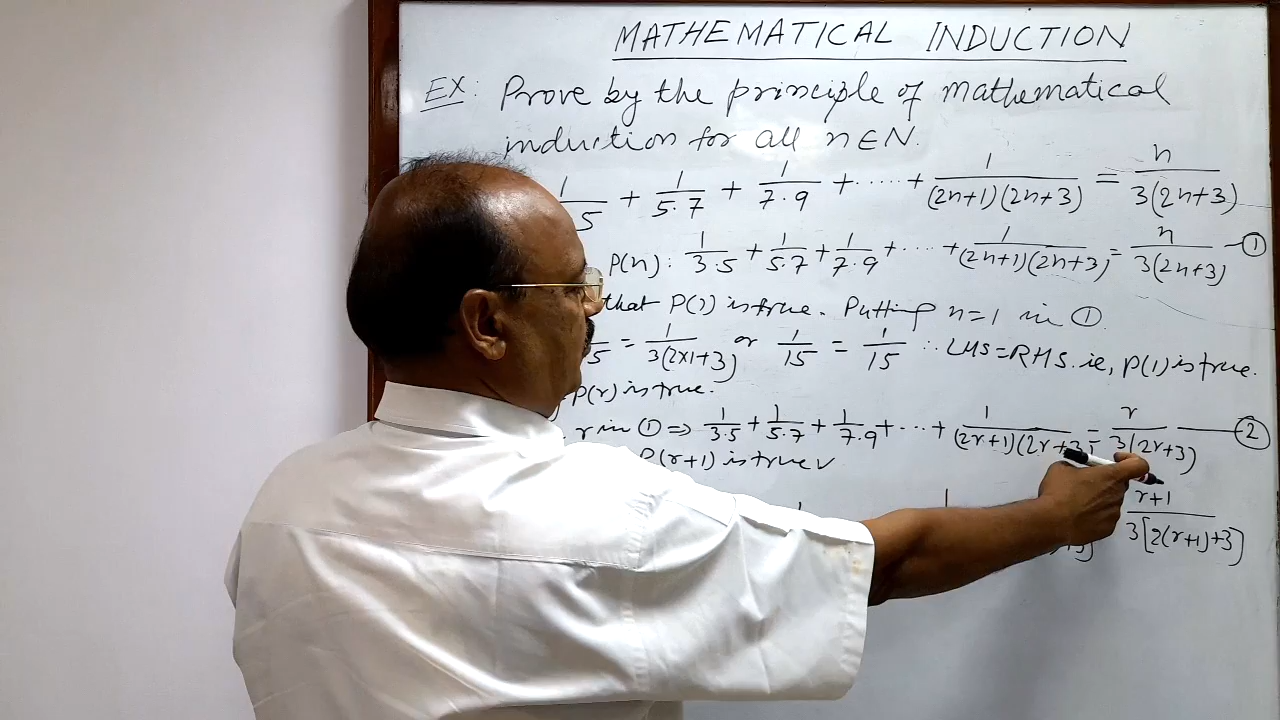 MATHEMATICAL INDUCTION
EX: Prove by the principle of mathematical
induction for all n∈N.
1/5 + 1/5.7 + 1/7.9 + ..... + 1/(2n+1)(2n+3) = n/3(2n+3)
P(n): 1/3.5 + 1/5.7 + 1/7.9 + .... + 1/(2n+1)(2n+3) = n/3(2n+3) — ①
that P(1) is true. Putting n=1 in ①.
5 = 1/3(2x1+3) or 1/15 = 1/15 ∴ LHS=RHS. ie, P(1) is true.
P(r) is true.
r in ① ⇒ 1/3.5 + 1/5.7 + 1/7.9 + ... + 1/(2r+1)(2r+3 = r/3(2r+3) — ②
P(r+1) is true
r+1/3[2(r+1)+3]